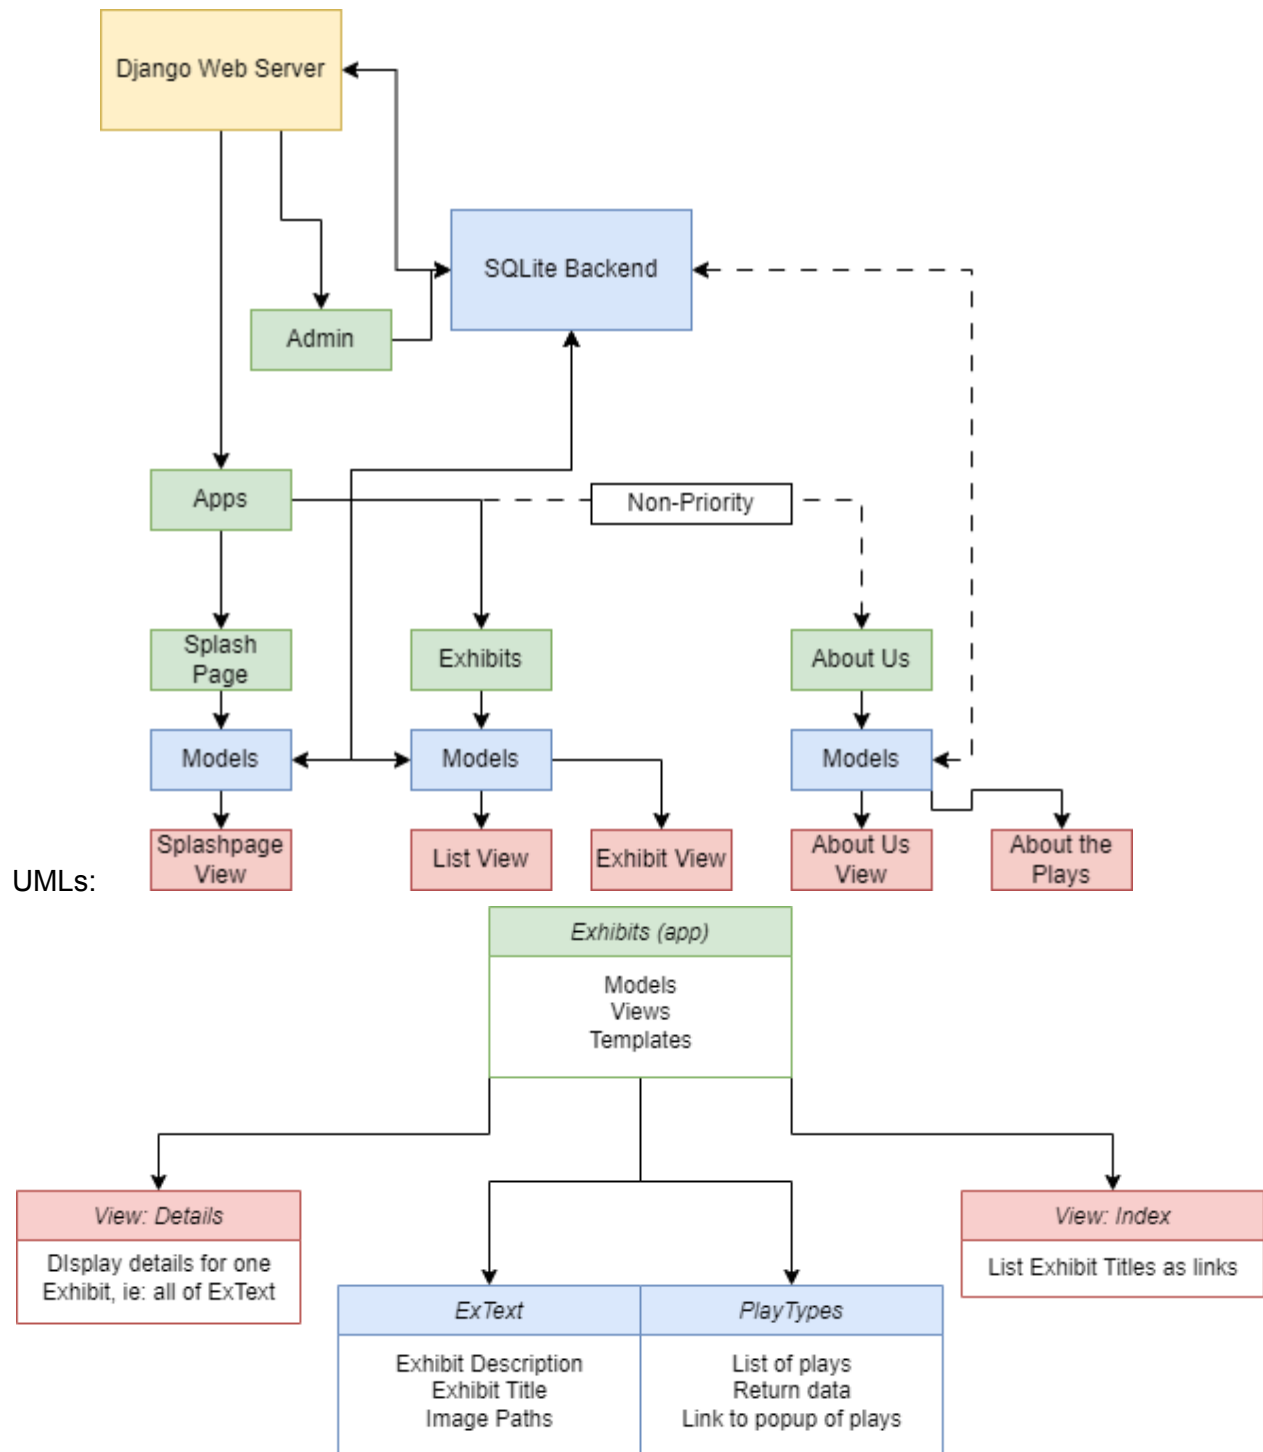 Django Web Server
SQLite Backend
Admin
Apps
Non-Priority
Splash
Page
Exhibits
About Us
Models
Models
Models
Splashpage
View
List View
Exhibit View
About Us
View
About the
Plays
UMLs:
Exhibits (app)
Models
Views
Templates
View: Details
DIsplay details for one
Exhibit, ie: all of ExText
View: Index
List Exhibit Titles as links
ExText
Exhibit Description
Exhibit Title
Image Paths
PlayTypes
List of plays
Return data
Link to popup of plays